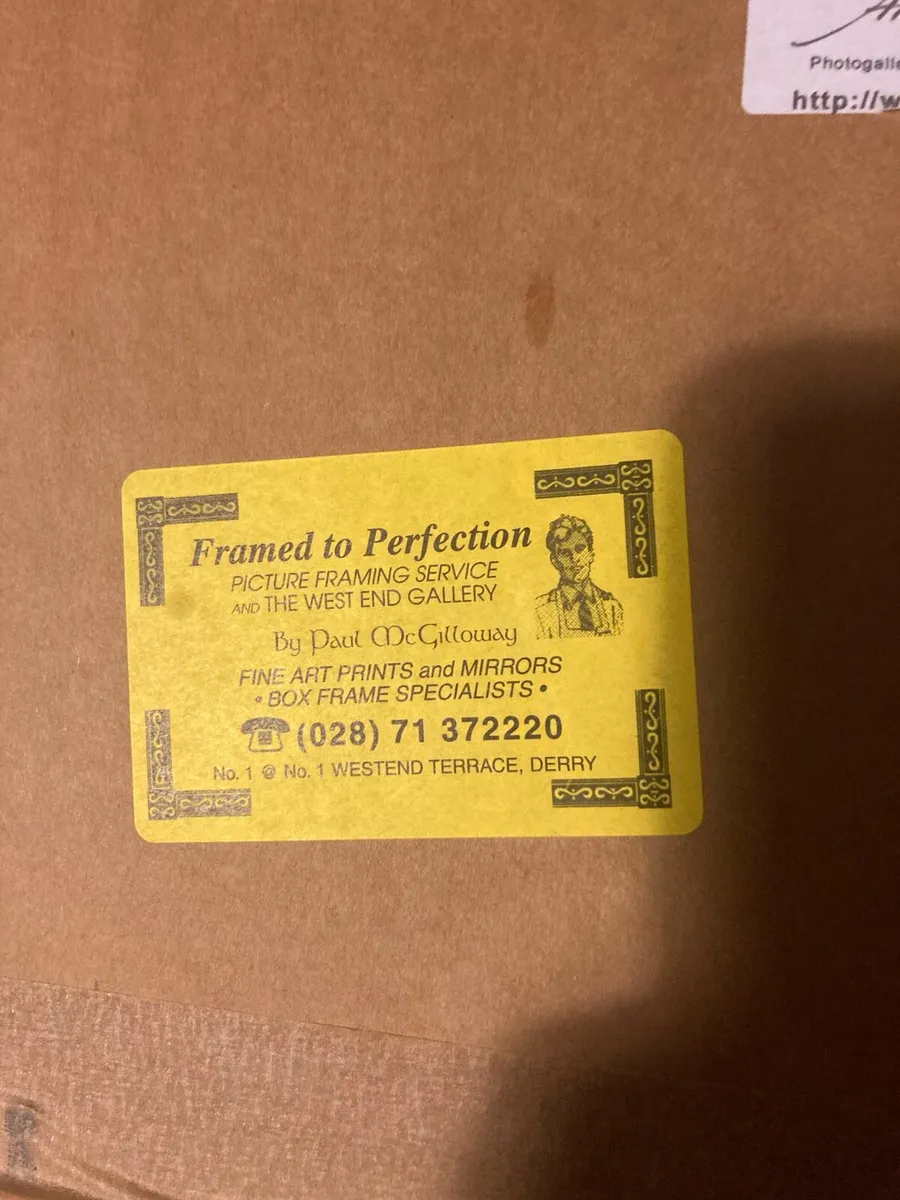 Photogalle
http://w
Framed to Perfection
PICTURE FRAMING SERVICE
AND THE WEST END GALLERY
By Paul McGilloway
FINE ART PRINTS and MIRRORS
• BOX FRAME SPECIALISTS •
(028) 71 372220
No. 1 @ No. 1 WESTEND TERRACE, DERRY